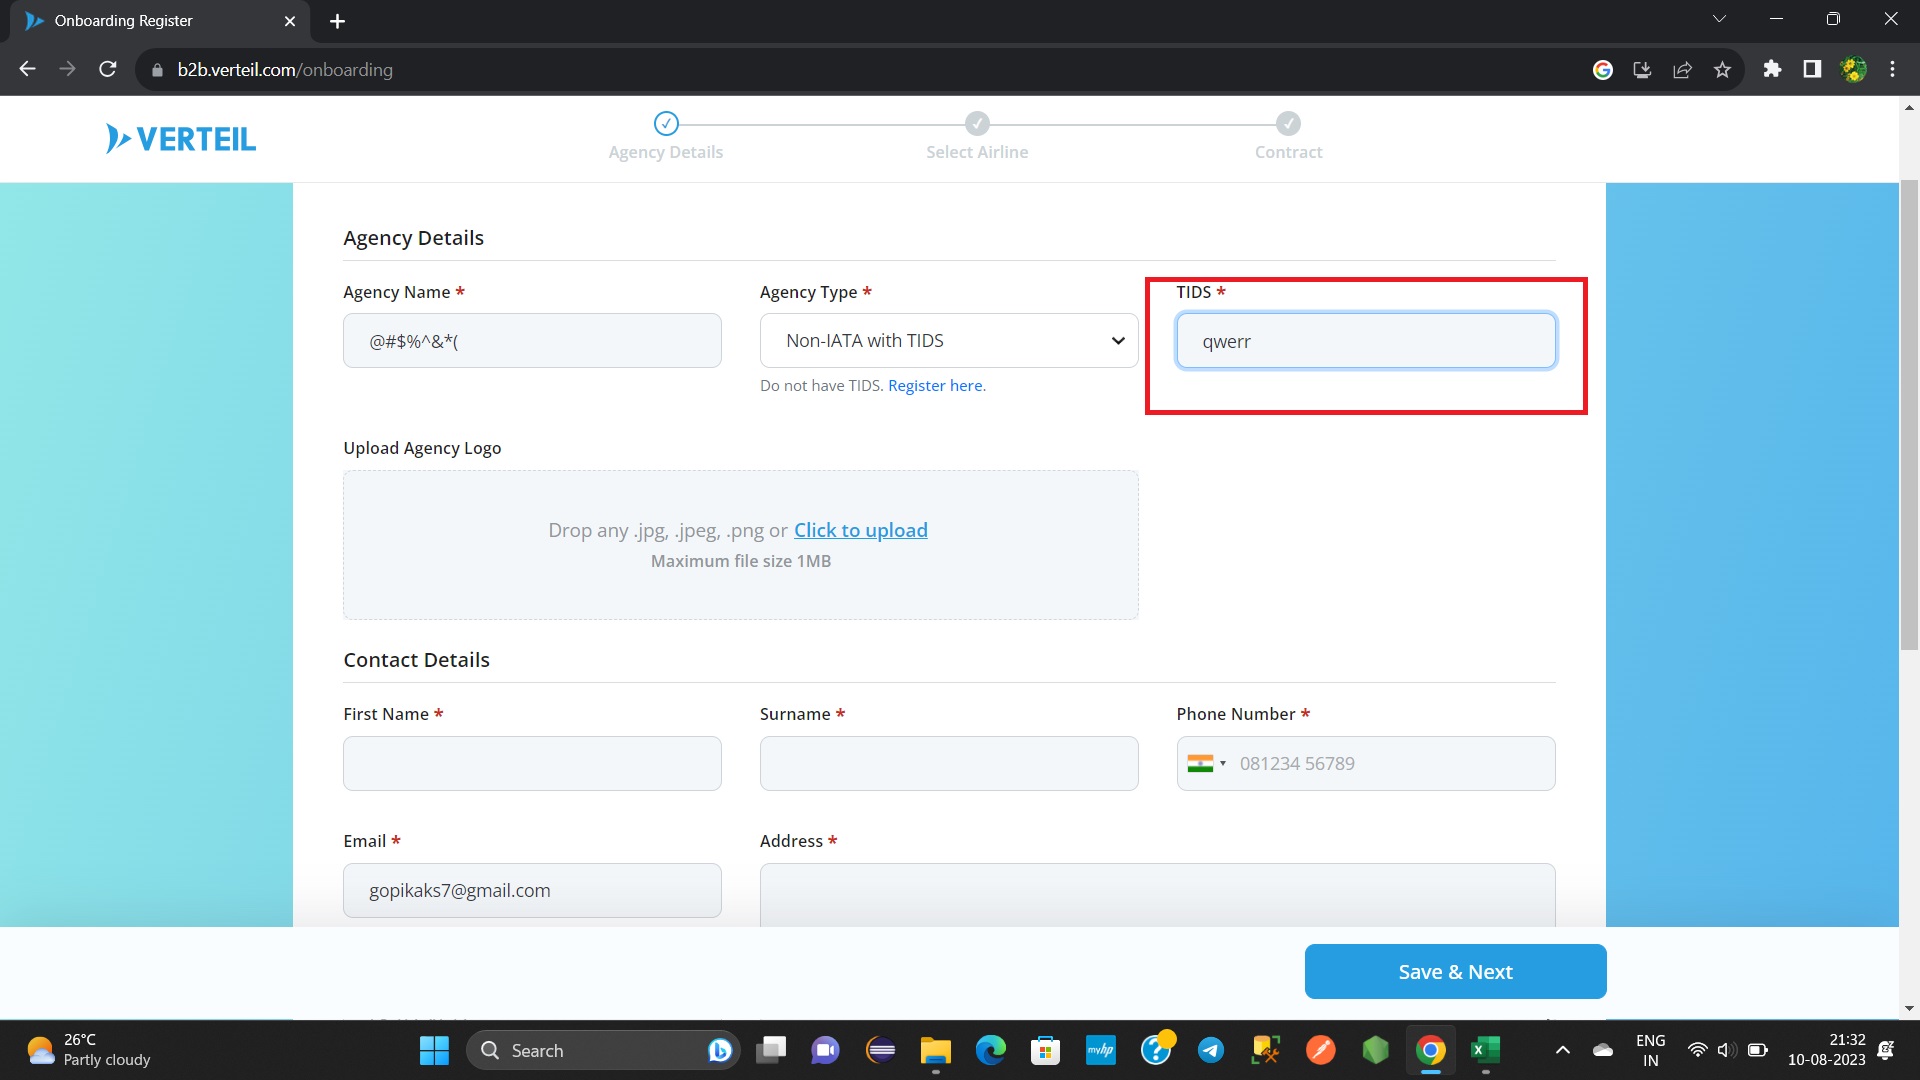 Onboarding Register
b2b.verteil.com/onboarding
VERTEIL
Agency Details
Select Airline
Contract
Agency Details
Agency Name *
Agency Type *
TIDS *
@#$%^&*(
Non-IATA with TIDS
qwerr
Do not have TIDS. Register here.
Upload Agency Logo
Drop any .jpg, .jpeg, .png or Click to upload
Maximum file size 1MB
Contact Details
First Name *
Surname *
Phone Number *
081234 56789
Email *
Address *
gopikaks7@gmail.com
Save & Next
26°C
Partly cloudy
Search
myhp
ENG
IN
21:32
10-08-2023